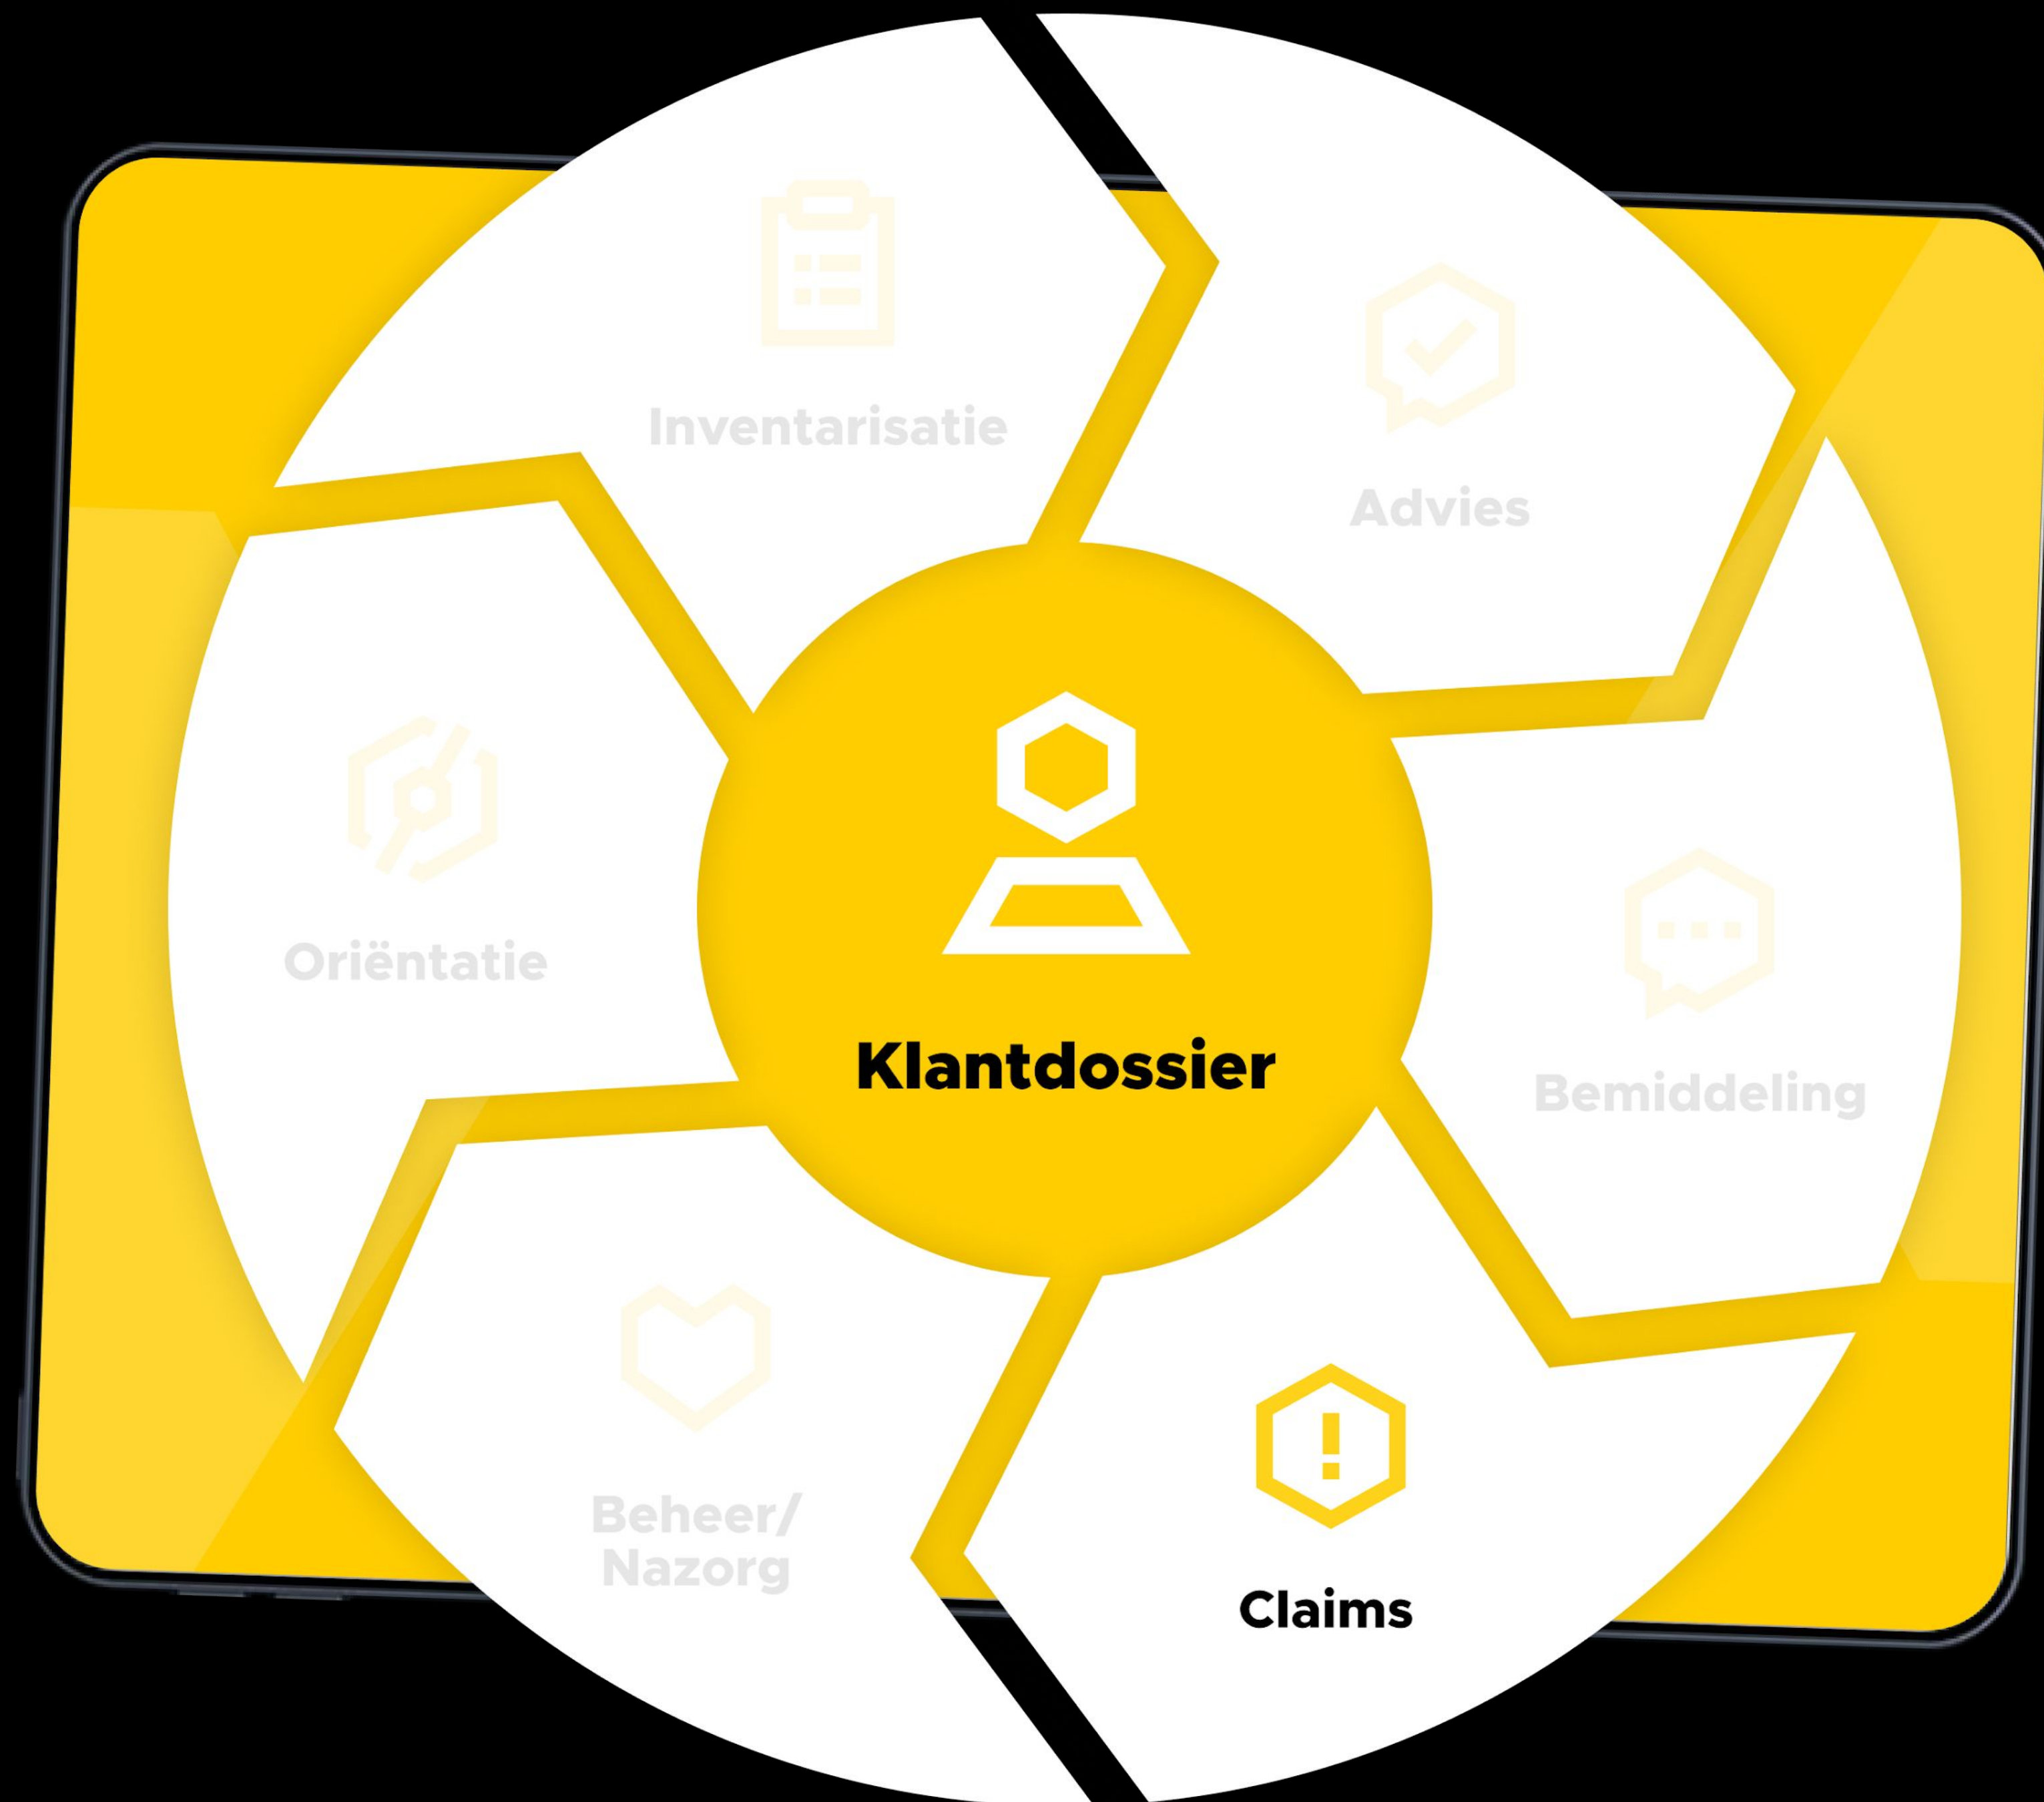 Inventarisatie
Advies
Oriëntatie
Klantdossier
Bemiddeling
Beheer/
Nazorg
Claims